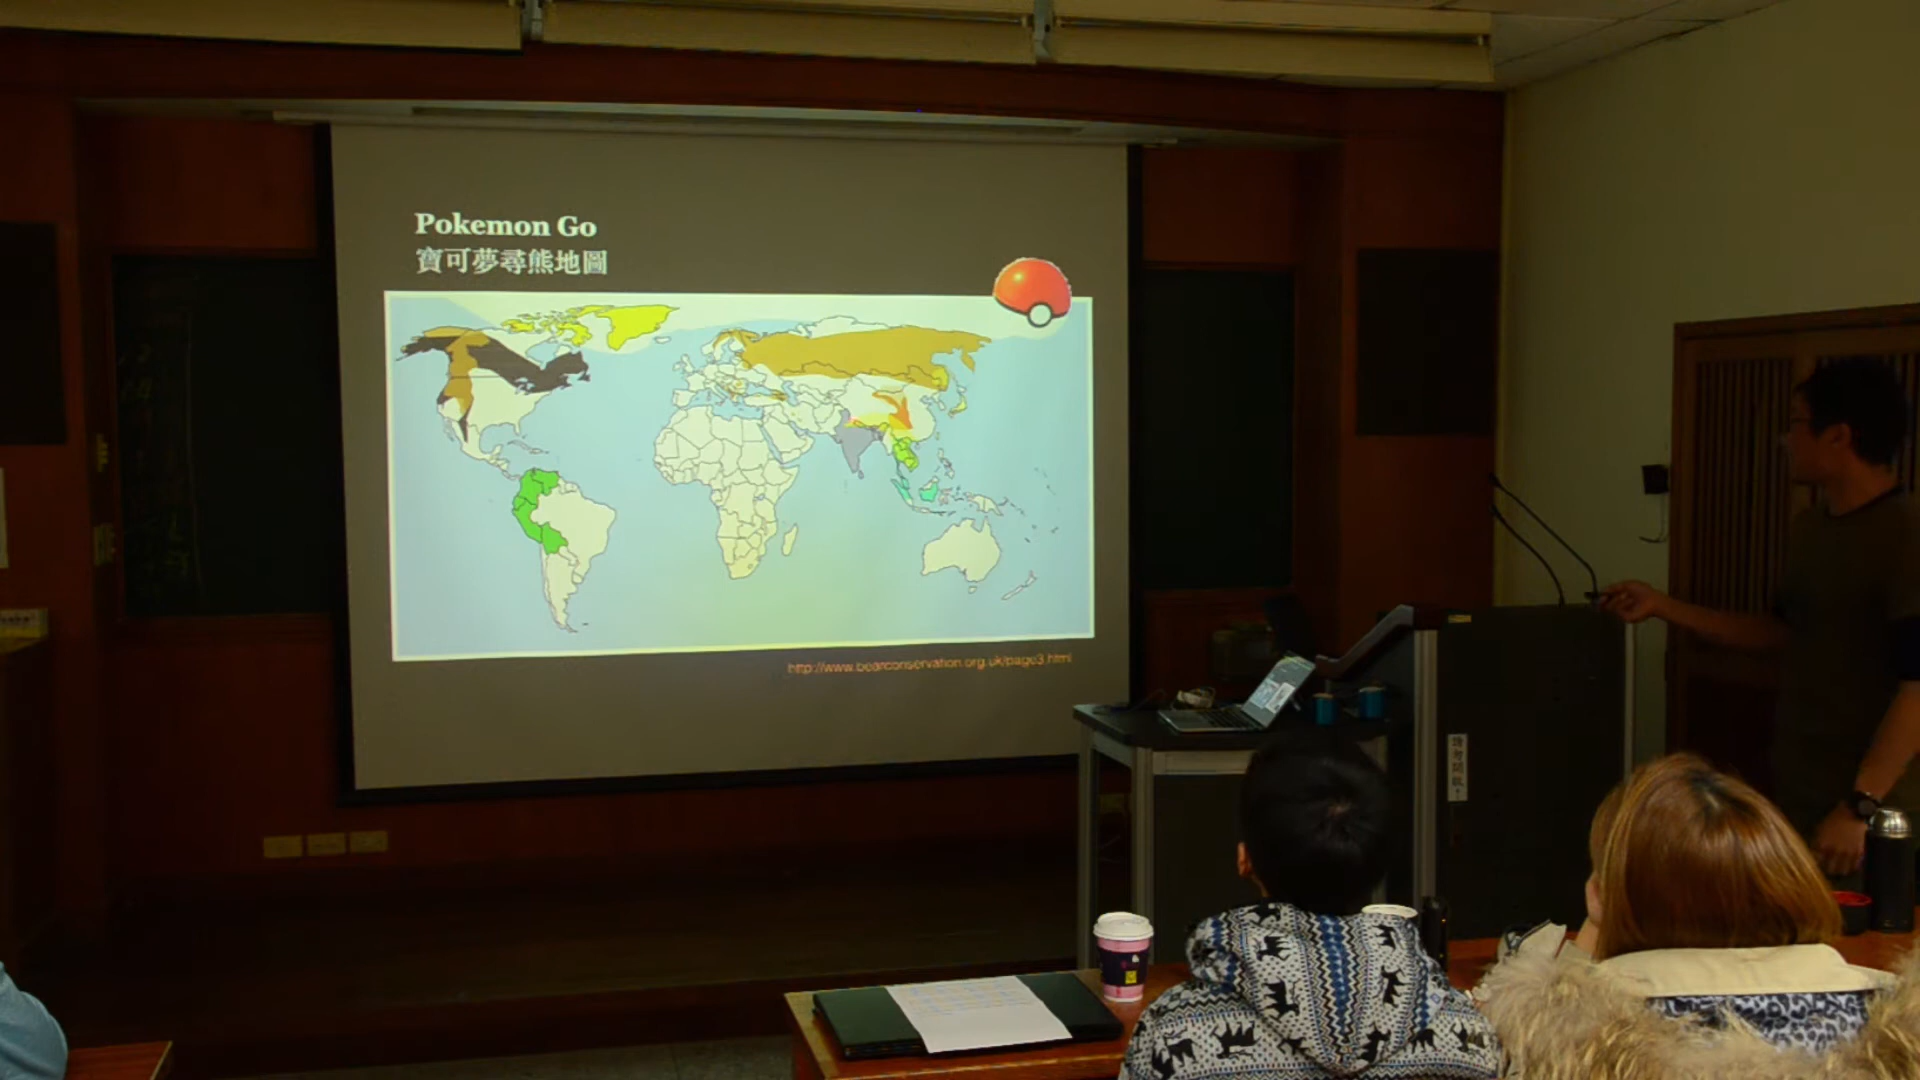 Pokemon Go
寶可夢尋熊地圖
http://www.bearconservation.org.uk/page3.html